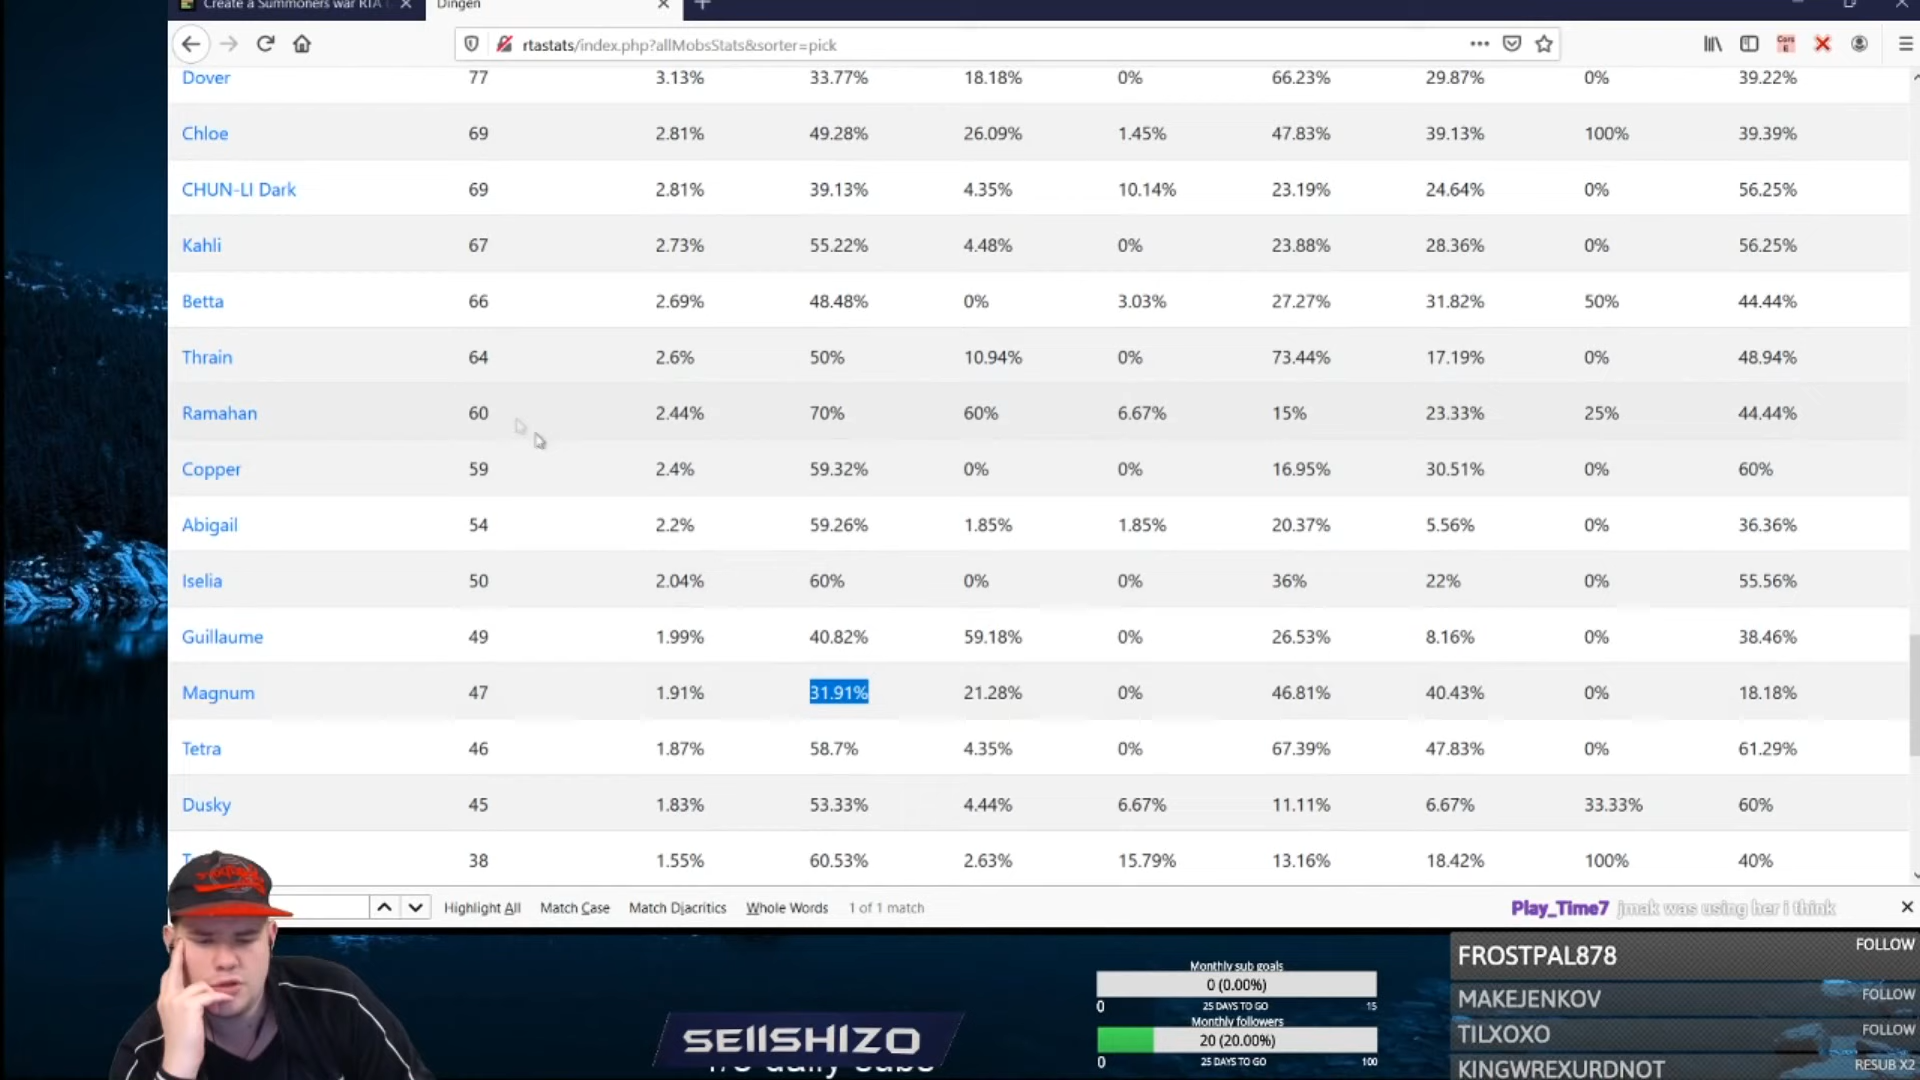 Create a Summoners war RTA
Dingen
rtastats/index.php?allMobsStats&sorter=pick
Dover 77 3.13% 33.77% 18.18% 0% 66.23% 29.87% 0% 39.22%
Chloe 69 2.81% 49.28% 26.09% 1.45% 47.83% 39.13% 100% 39.39%
CHUN-LI Dark 69 2.81% 39.13% 4.35% 10.14% 23.19% 24.64% 0% 56.25%
Kahli 67 2.73% 55.22% 4.48% 0% 23.88% 28.36% 0% 56.25%
Betta 66 2.69% 48.48% 0% 3.03% 27.27% 31.82% 50% 44.44%
Thrain 64 2.6% 50% 10.94% 0% 73.44% 17.19% 0% 48.94%
Ramahan 60 2.44% 70% 60% 6.67% 15% 23.33% 25% 44.44%
Copper 59 2.4% 59.32% 0% 0% 16.95% 30.51% 0% 60%
Abigail 54 2.2% 59.26% 1.85% 1.85% 20.37% 5.56% 0% 36.36%
Iselia 50 2.04% 60% 0% 0% 36% 22% 0% 55.56%
Guillaume 49 1.99% 40.82% 59.18% 0% 26.53% 8.16% 0% 38.46%
Magnum 47 1.91% 31.91% 21.28% 0% 46.81% 40.43% 0% 18.18%
Tetra 46 1.87% 58.7% 4.35% 0% 67.39% 47.83% 0% 61.29%
Dusky 45 1.83% 53.33% 4.44% 6.67% 11.11% 6.67% 33.33% 60%
38 1.55% 60.53% 2.63% 15.79% 13.16% 18.42% 100% 40%
Highlight All Match Case Match Diacritics Whole Words 1 of 1 match
Play_Time7 jmak was using her i think
Monthly sub goals
0 (0.00%)
0 25 DAYS TO GO 15
Monthly followers
20 (20.00%)
0 25 DAYS TO GO 100
SEIISHIZO
FROSTPAL878 FOLLOW
MAKEJENKOV FOLLOW
TILXOXO FOLLOW
KINGWREXURDNOT RESUB X2